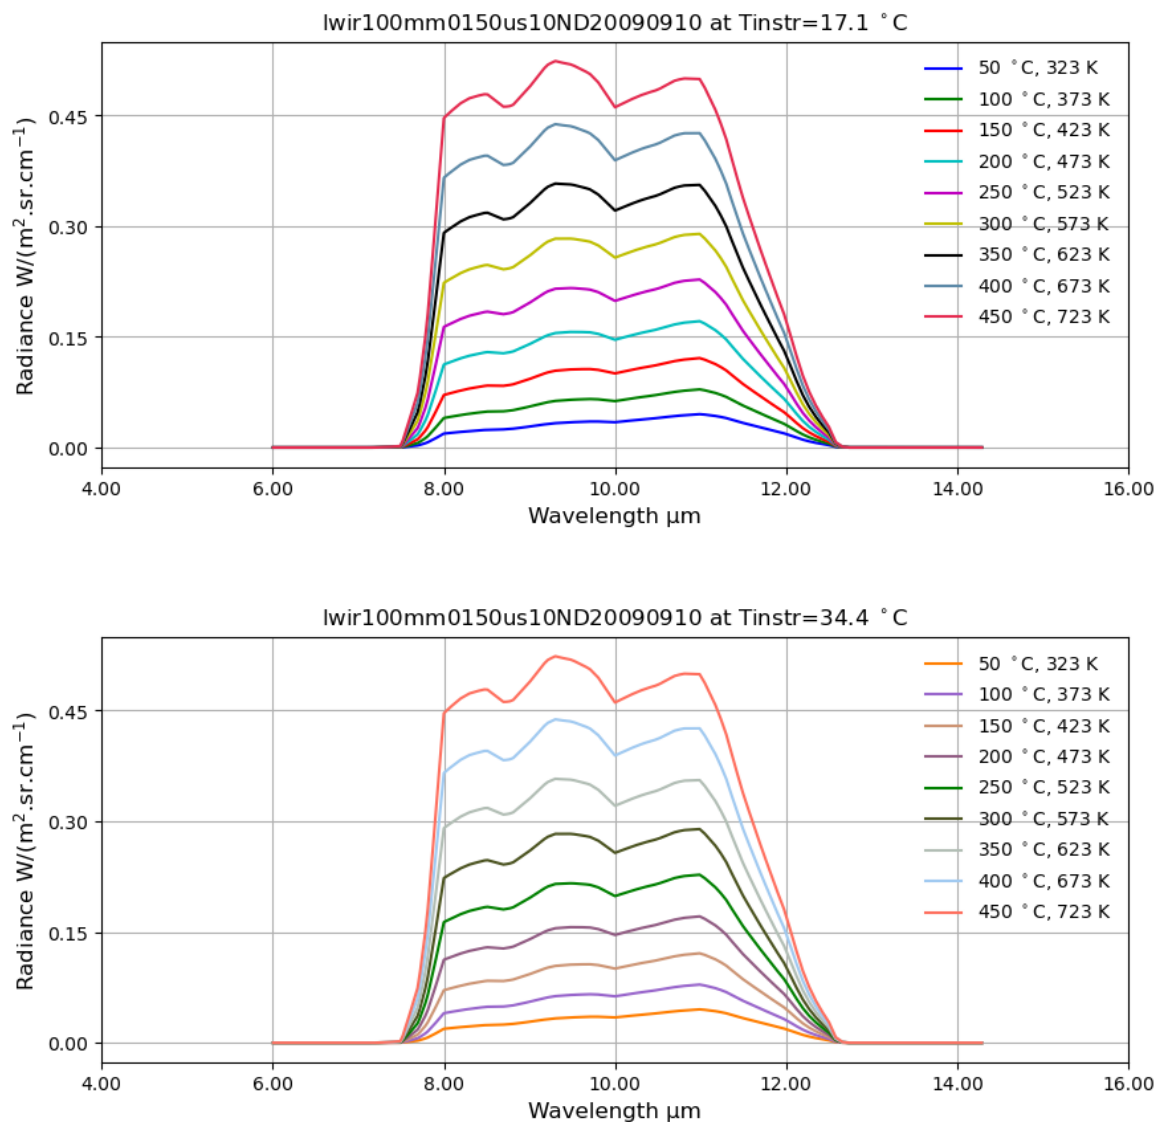 lwir100mm0150us10ND20090910 at Tinstr=17.1 °C
Radiance W/(m².sr.cm⁻¹)
0.45
0.30
0.15
0.00
50 °C, 323 K
100 °C, 373 K
150 °C, 423 K
200 °C, 473 K
250 °C, 523 K
300 °C, 573 K
350 °C, 623 K
400 °C, 673 K
450 °C, 723 K
4.00 6.00 8.00 10.00 12.00 14.00 16.00
Wavelength µm
lwir100mm0150us10ND20090910 at Tinstr=34.4 °C
Radiance W/(m².sr.cm⁻¹)
0.45
0.30
0.15
0.00
50 °C, 323 K
100 °C, 373 K
150 °C, 423 K
200 °C, 473 K
250 °C, 523 K
300 °C, 573 K
350 °C, 623 K
400 °C, 673 K
450 °C, 723 K
4.00 6.00 8.00 10.00 12.00 14.00 16.00
Wavelength µm